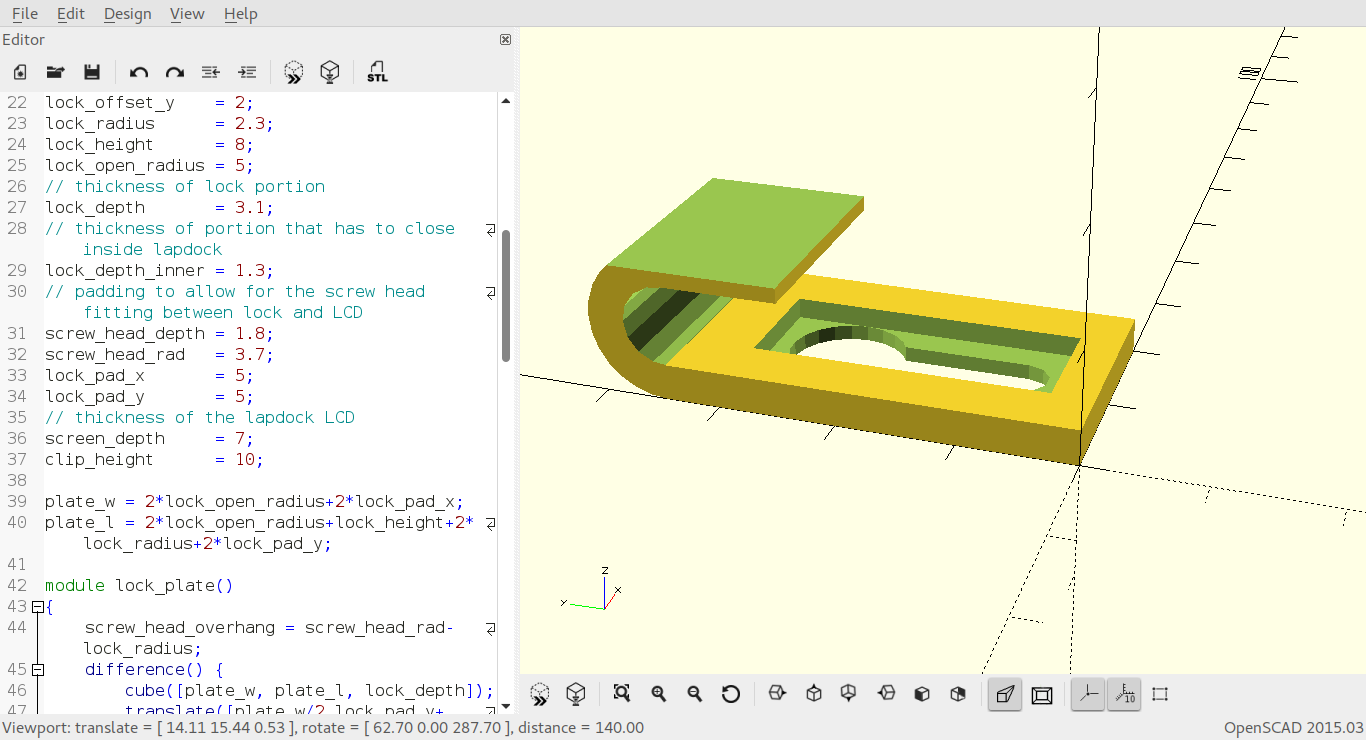 File Edit Design View Help
Editor
STL
22 lock_offset_y    = 2;
23 lock_radius      = 2.3;
24 lock_height      = 8;
25 lock_open_radius = 5;
26 // thickness of lock portion
27 lock_depth       = 3.1;
28 // thickness of portion that has to close
inside lapdock
29 lock_depth_inner = 1.3;
30 // padding to allow for the screw head
fitting between lock and LCD
31 screw_head_depth = 1.8;
32 screw_head_rad   = 3.7;
33 lock_pad_x       = 5;
34 lock_pad_y       = 5;
35 // thickness of the lapdock LCD
36 screen_depth     = 7;
37 clip_height      = 10;
38
39 plate_w = 2*lock_open_radius+2*lock_pad_x;
40 plate_l = 2*lock_open_radius+lock_height+2*
lock_radius+2*lock_pad_y;
41
42 module lock_plate()
43 {
44 screw_head_overhang = screw_head_rad-
lock_radius;
45 difference() {
46 cube([plate_w, plate_l, lock_depth]);
47 translate([plate_w/2,lock_pad_y+
z
x
y
10
Viewport: translate = [ 14.11 15.44 0.53 ], rotate = [ 62.70 0.00 287.70 ], distance = 140.00
OpenSCAD 2015.03